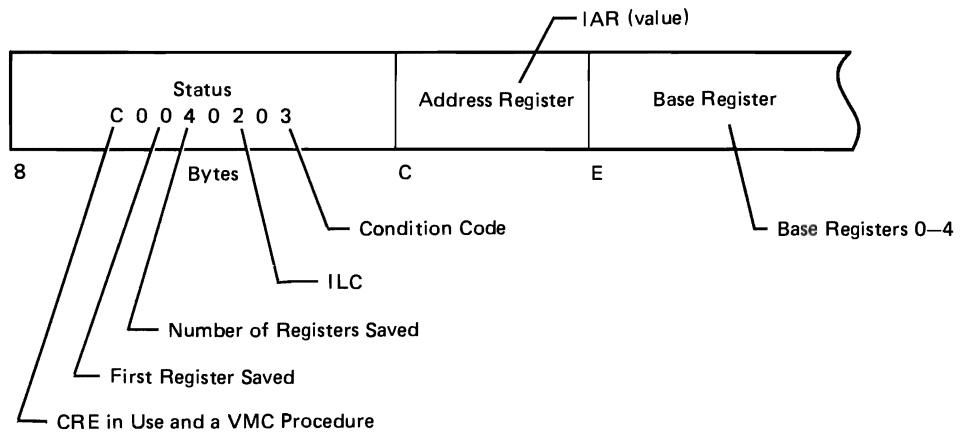 IAR (value)
Status
C 0 0 4 0 2 0 3
Address Register
Base Register
8
Bytes
C
E
Condition Code
Base Registers 0–4
ILC
Number of Registers Saved
First Register Saved
CRE in Use and a VMC Procedure